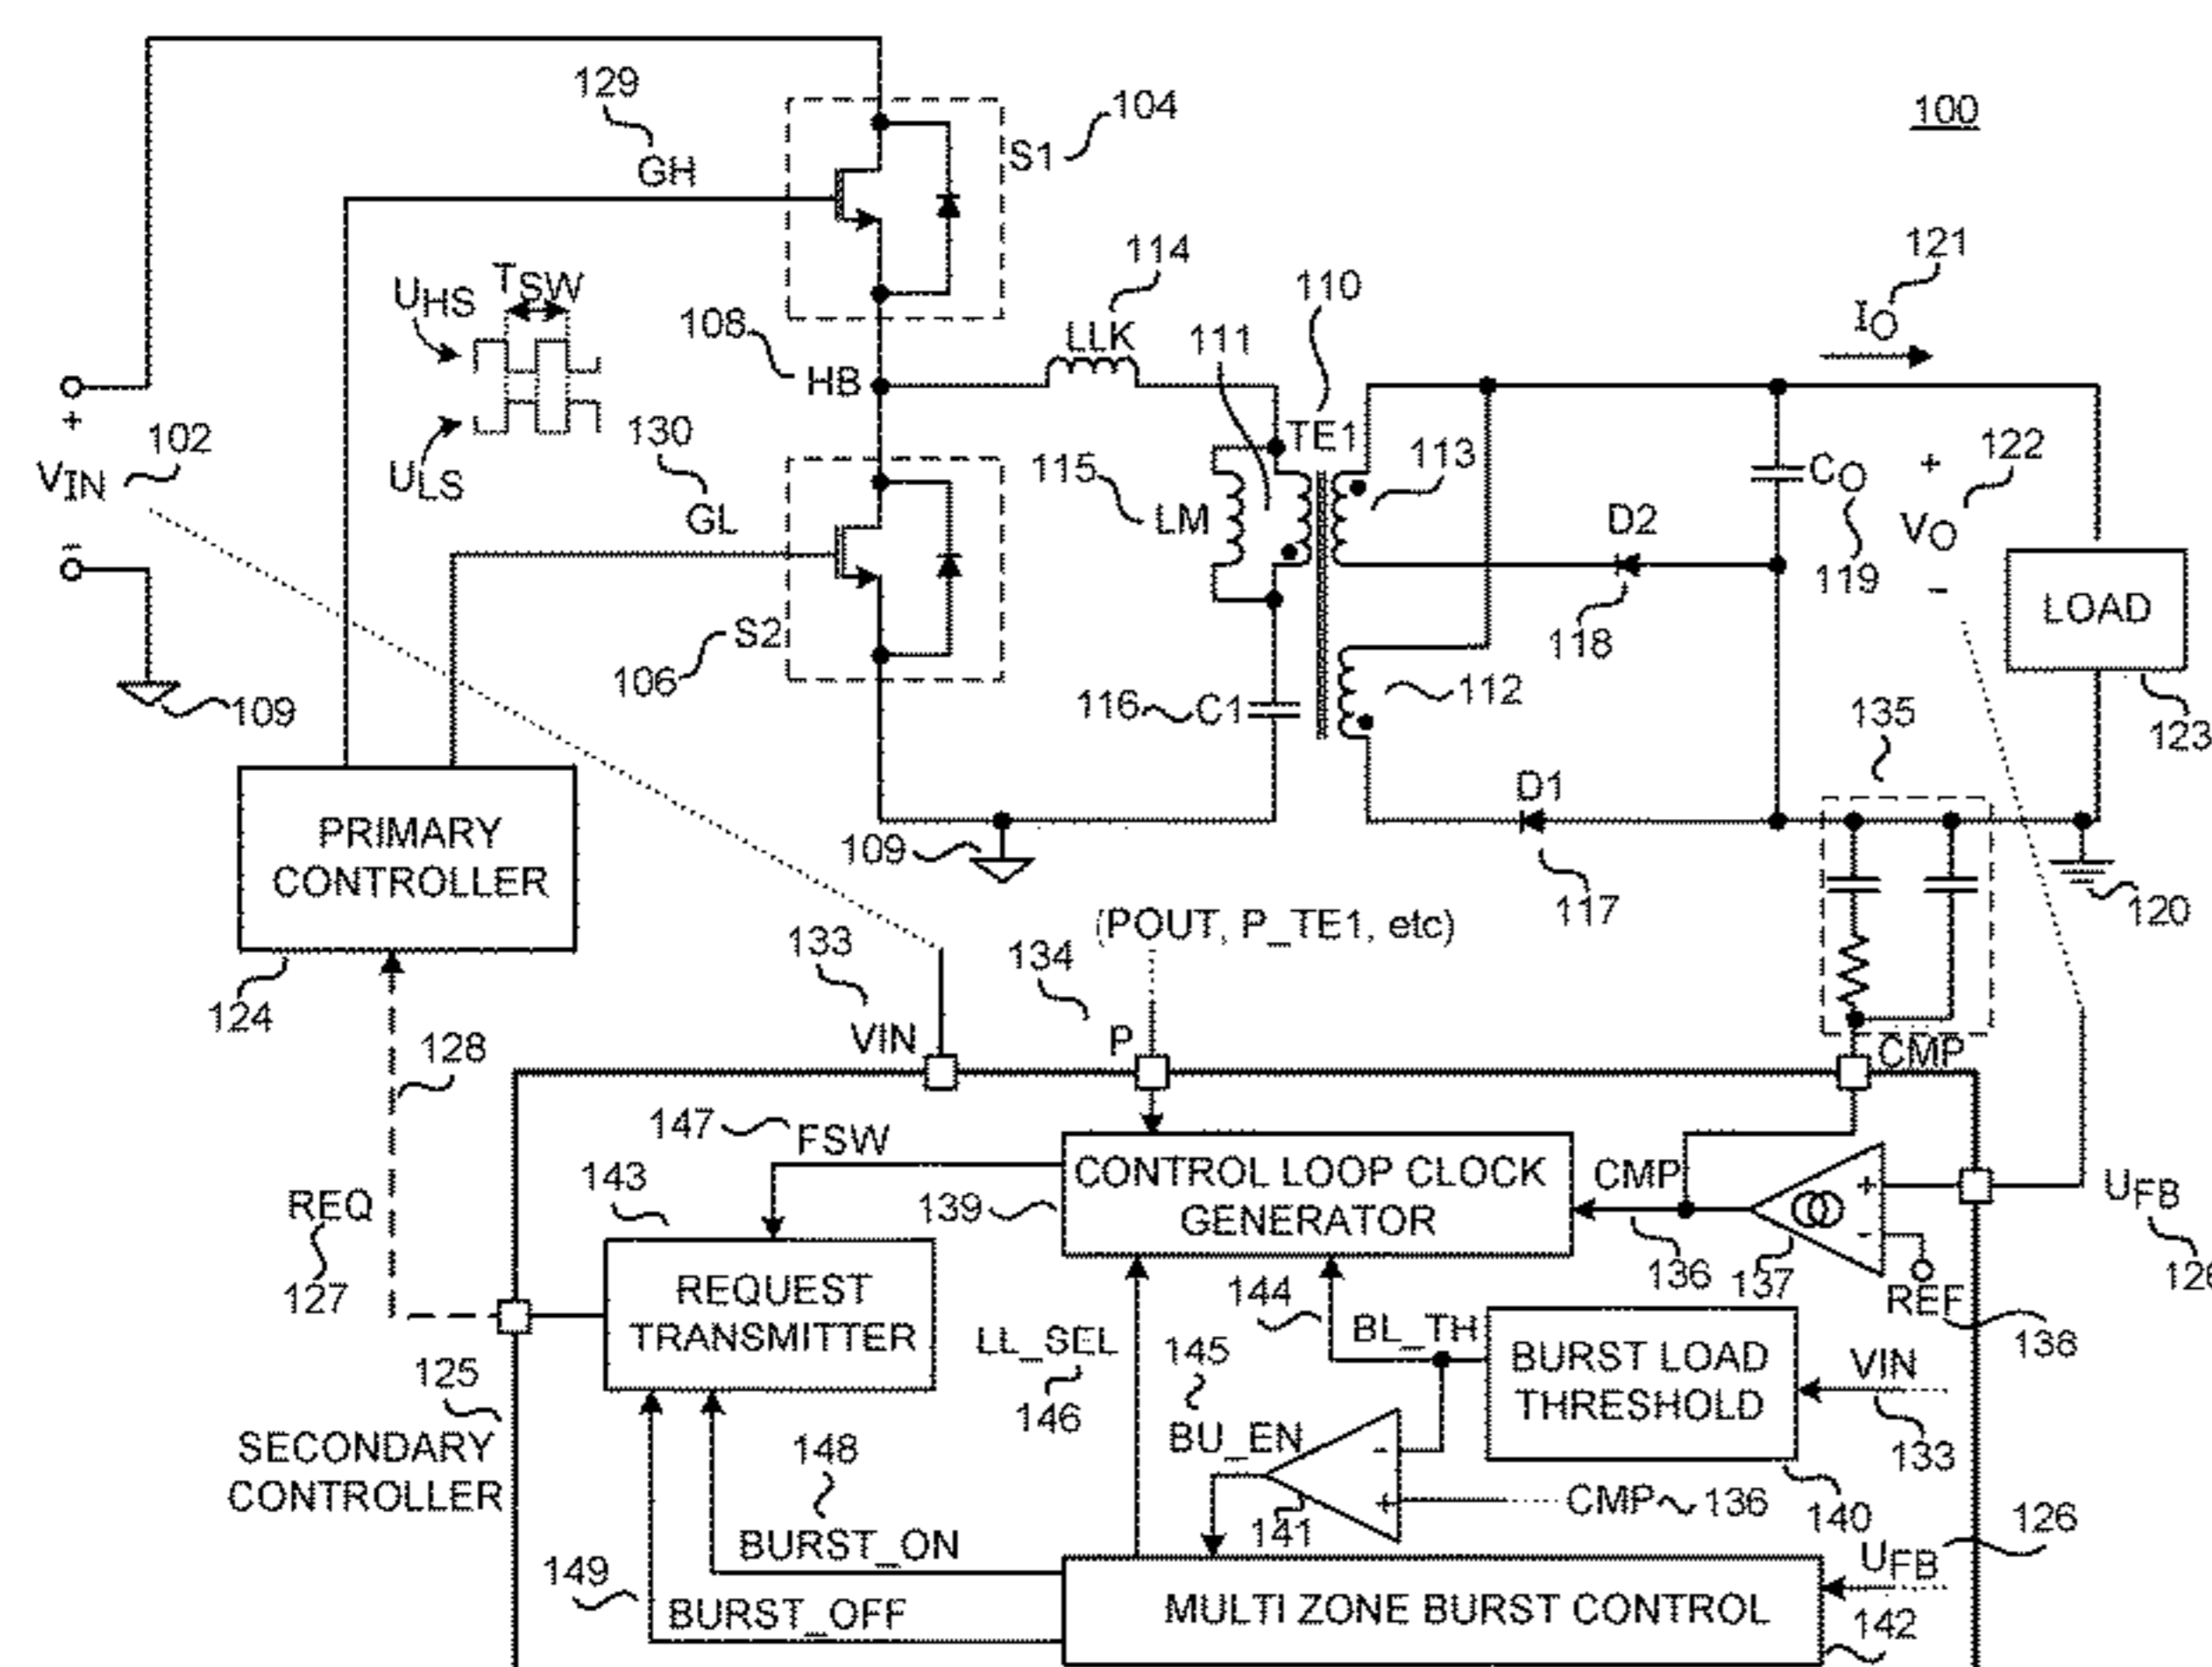 129
GH
104
S1
100
114
110
121
IO
UHS
TSW
108
HB
LLK
111
TE1
+
VIN
102
ULS
130
GL
115
LM
113
CO
119
+
VO
122
-
D2
118
LOAD
123
-
S2
106
116
C1
112
135
109
D1
PRIMARY
CONTROLLER
109
117
120
(POUT, P_TE1, etc)
133
134
124
128
VIN
P
CMP
147
FSW
143
CONTROL LOOP CLOCK
GENERATOR
139
CMP
+
-
UFB
REQ
127
REQUEST
TRANSMITTER
144
136
137
REF
136
LL_SEL
146
BL_TH
145
BURST LOAD
THRESHOLD
VIN
133
125
SECONDARY
CONTROLLER
148
BU_EN
-
+
141
CMP
136
140
126
149
BURST_ON
BURST_OFF
MULTI ZONE BURST CONTROL
UFB
142